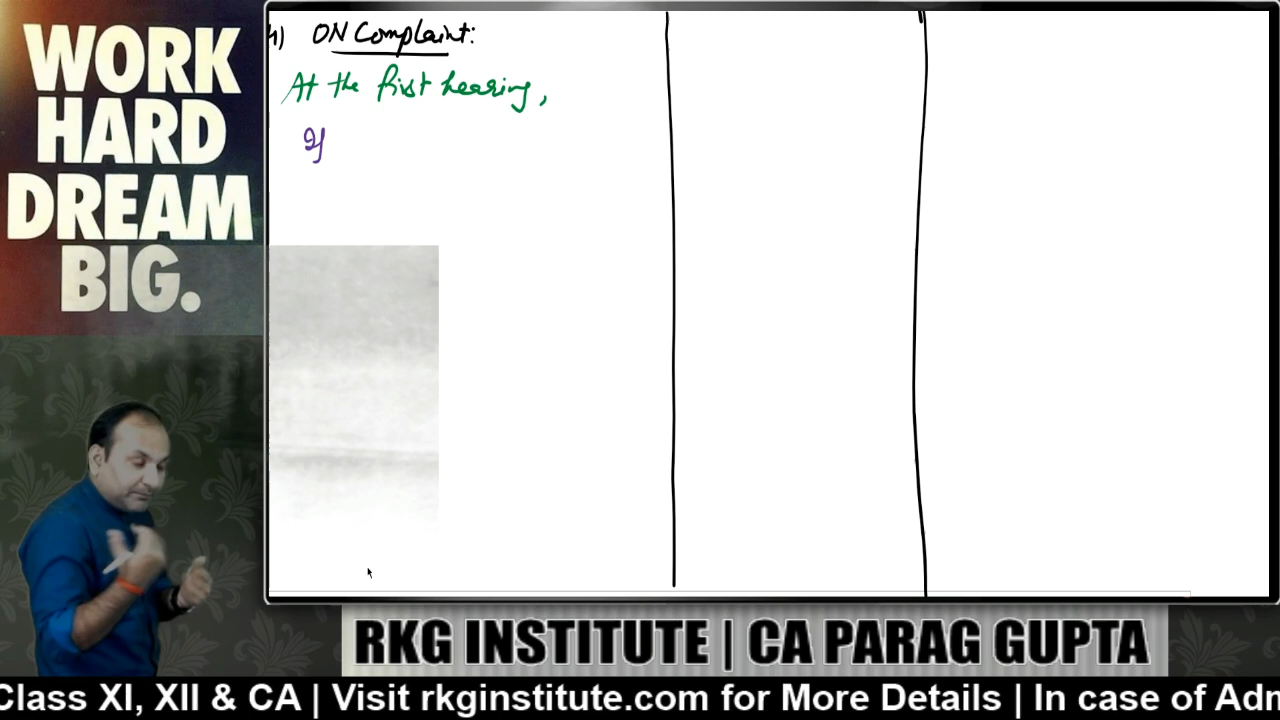 WORK
HARD
DREAM
BIG.
ON Complaint:
At the first hearing,
If
RKG INSTITUTE | CA PARAG GUPTA
Class XI, XII & CA | Visit rkginstitute.com for More Details | In case of Adm